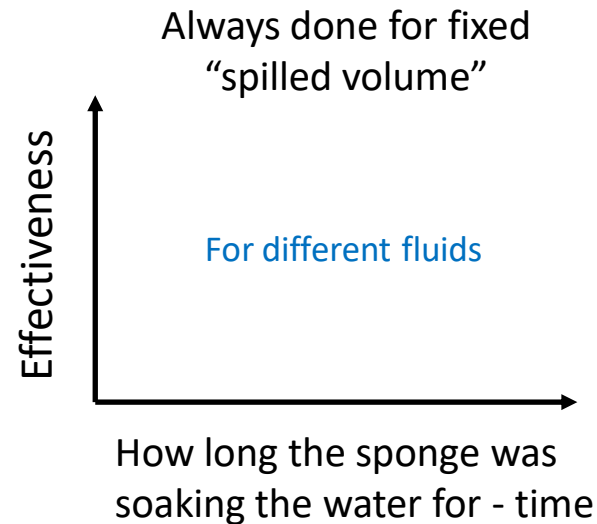 Always done for fixed
“spilled volume”
Effectiveness
For different fluids
How long the sponge was
soaking the water for - time